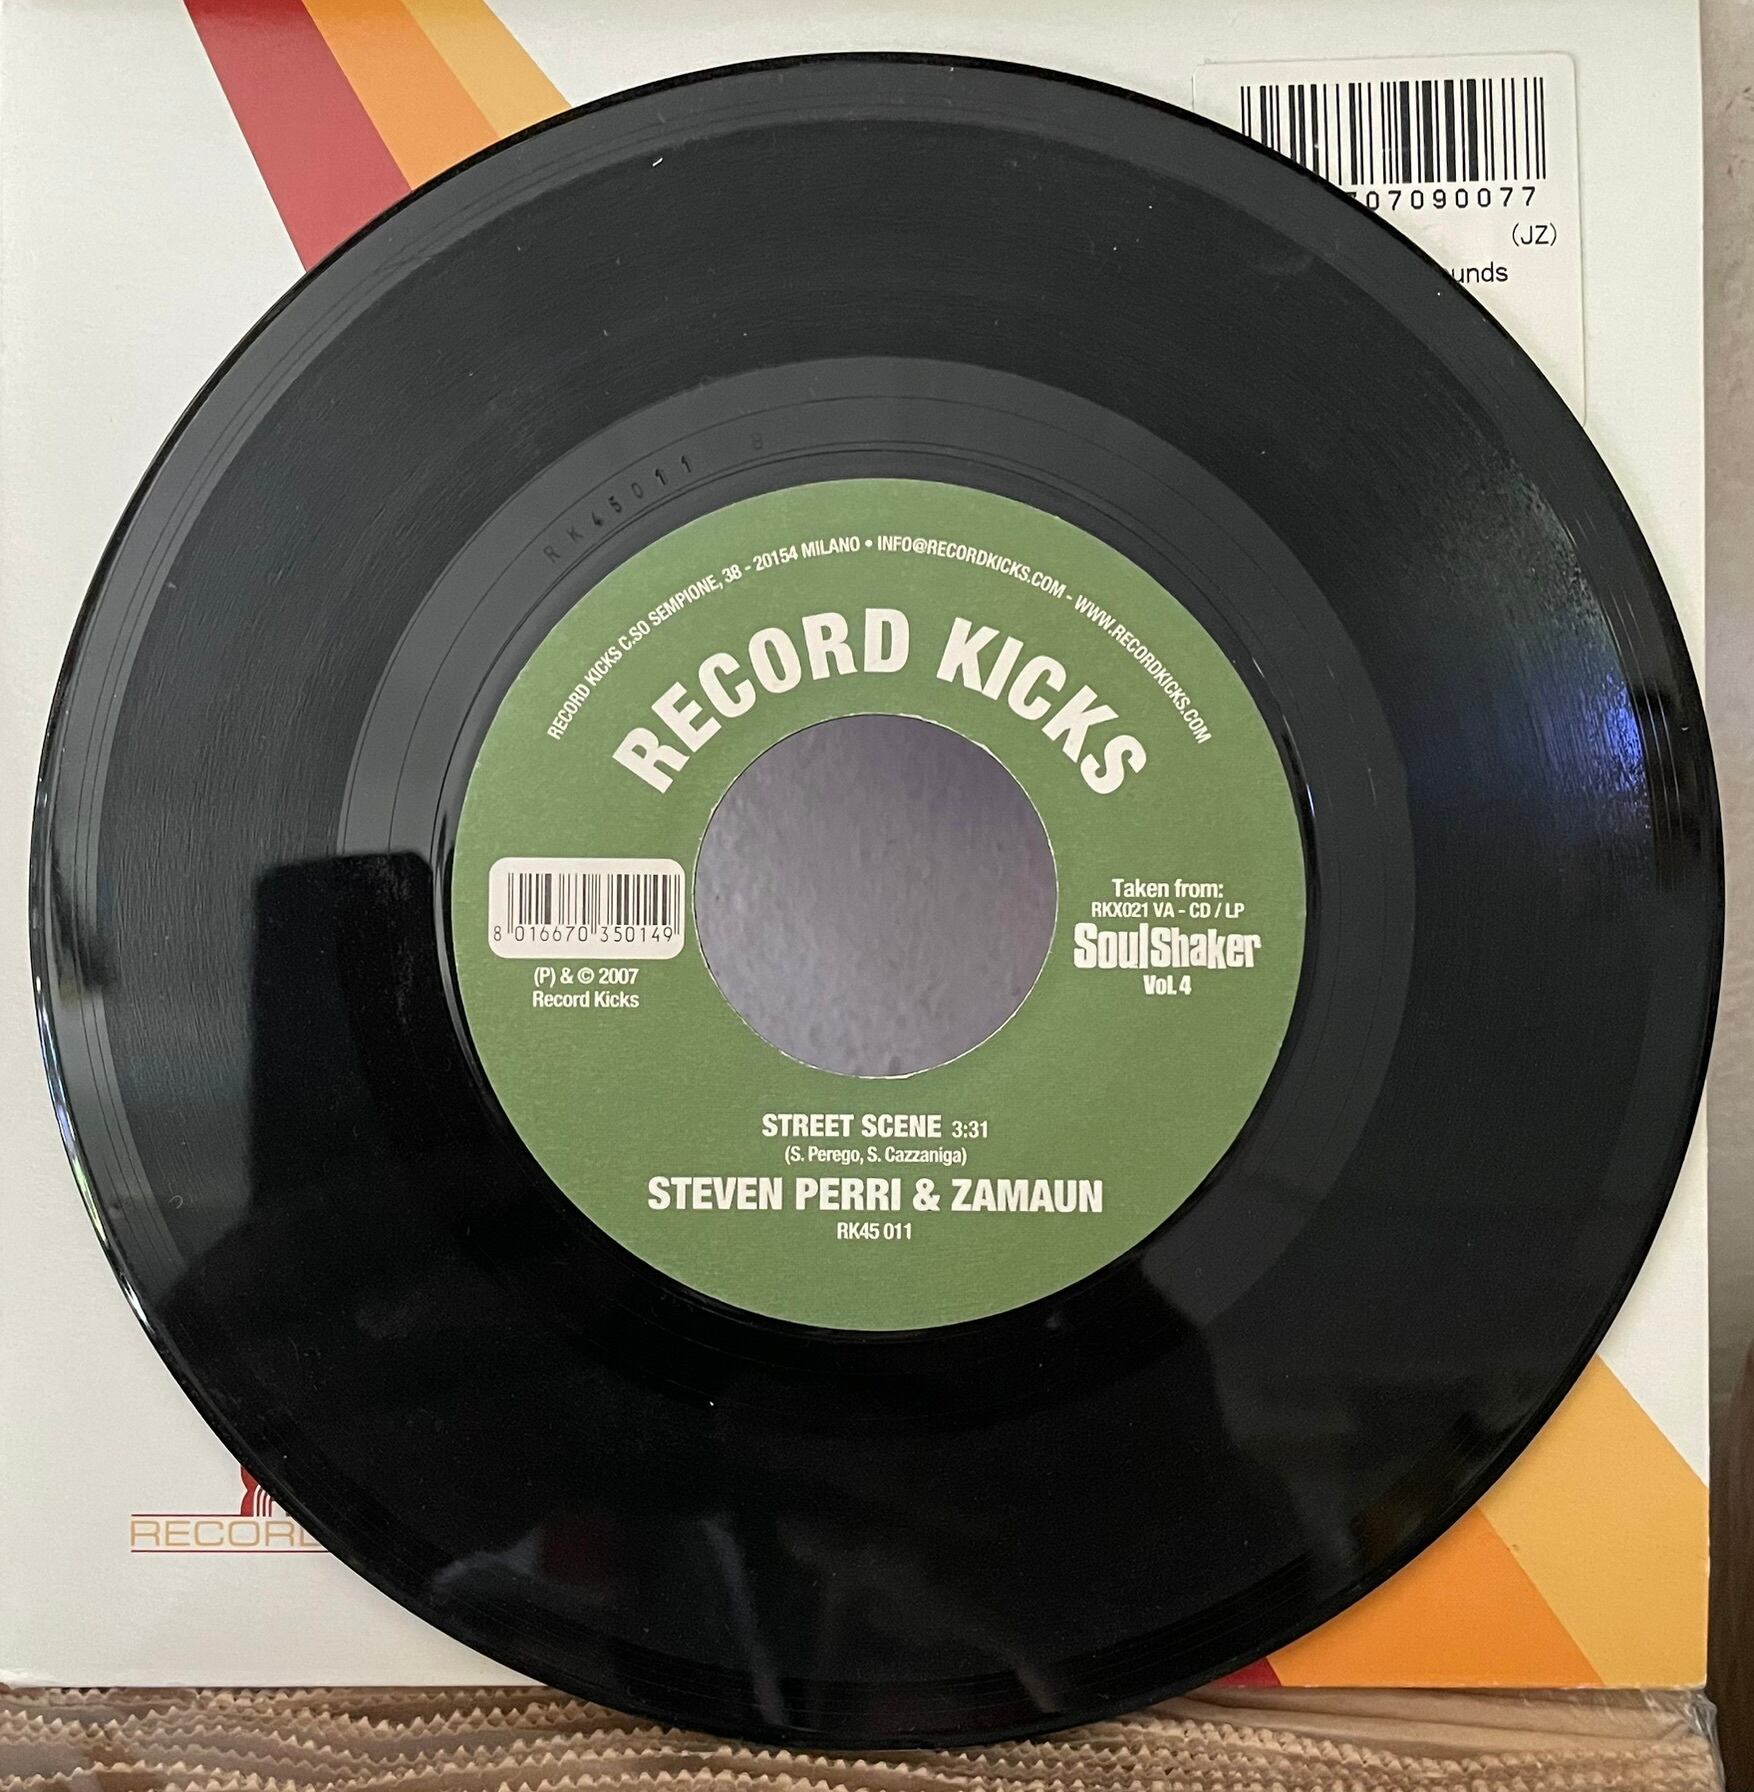 07090077
(JZ)
RK45011 B
RECORD KICKS C.SO SEMPIONE, 38 - 20154 MILANO • INFO@RECORDKICKS.COM - WWW.RECORDKICKS.COM
RECORD KICKS
8 016670 350149
(P) & © 2007
Record Kicks
Taken from:
RKX021 VA - CD / LP
SoulShaker
Vol. 4
STREET SCENE 3:31
(S. Perego, S. Cazzaniga)
STEVEN PERRI & ZAMAUN
RK45 011
RECORD